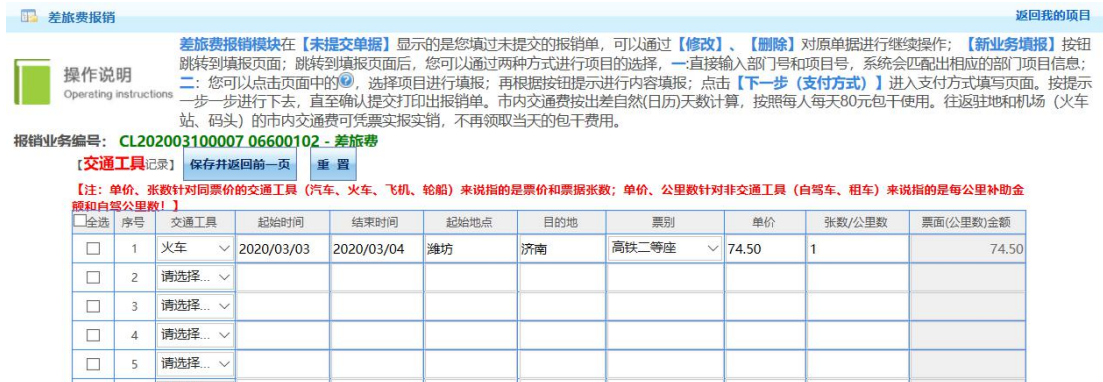 差旅费报销
返回我的项目
操作说明
Operating instructions
差旅费报销模块在【未提交单据】显示的是您填过未提交的报销单，可以通过【修改】、【删除】对原单据进行继续操作；【新业务填报】按钮
跳转到填报页面；跳转到填报页面后，您可以通过两种方式进行项目的选择，一:直接输入部门号和项目号，系统会匹配出相应的部门项目信息；
二：您可以点击页面中的?，选择项目进行填报；再根据按钮提示进行内容填报；点击【下一步（支付方式）】进入支付方式填写页面。按提示
一步一步进行下去，直至确认提交打印出报销单。市内交通费按出差自然(日历)天数计算，按照每人每天80元包干使用。往返驻地和机场（火车
站、码头）的市内交通费可凭票实报实销，不再领取当天的包干费用。
报销业务编号： CL202003100007 06600102 - 差旅费
【交通工具记录】 保存并返回前一页 重 置
【注：单价、张数针对同票价的交通工具（汽车、火车、飞机、轮船）来说指的是票价和票据张数；单价、公里数针对非交通工具（自驾车、租车）来说指的是每公里补助金
额和自驾公里数！】
全选 序号 交通工具 起始时间 结束时间 起始地点 目的地 票别 单价 张数/公里数 票面(公里数)金额
1 火车 2020/03/03 2020/03/04 潍坊 济南 高铁二等座 74.50 1 74.50
2 请选择...
3 请选择...
4 请选择...
5 请选择...